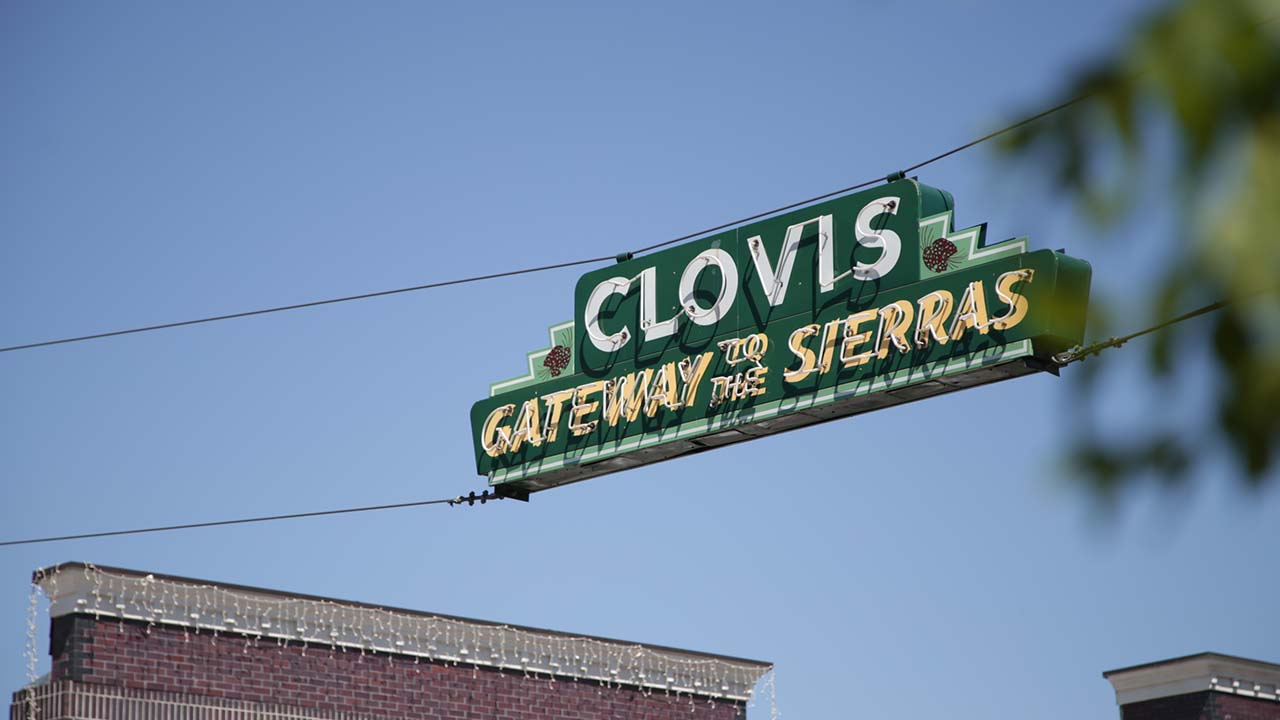 CLOVIS
GATEWAY TO THE SIERRAS